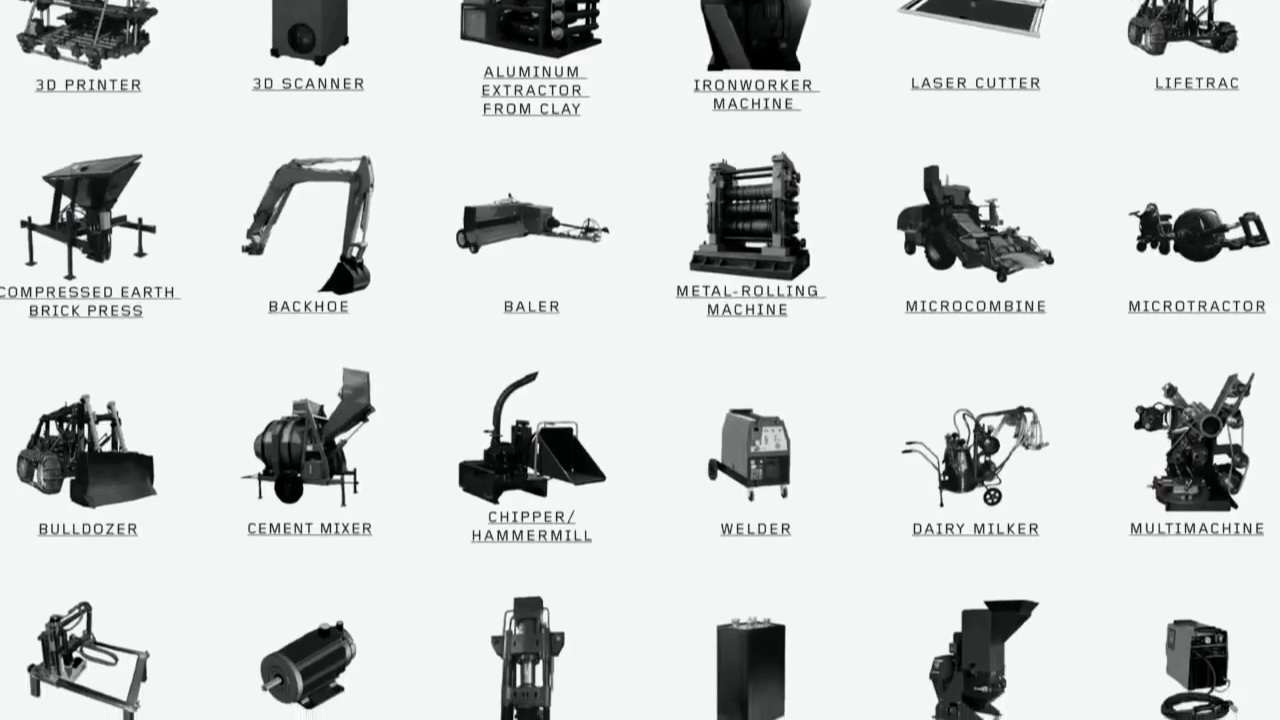 3D PRINTER
3D SCANNER
ALUMINUM
EXTRACTOR
FROM CLAY
IRONWORKER
MACHINE
LASER CUTTER
LIFETRAC
COMPRESSED EARTH
BRICK PRESS
BACKHOE
BALER
METAL-ROLLING
MACHINE
MICROCOMBINE
MICROTRACTOR
BULLDOZER
CEMENT MIXER
CHIPPER/
HAMMERMILL
WELDER
DAIRY MILKER
MULTIMACHINE